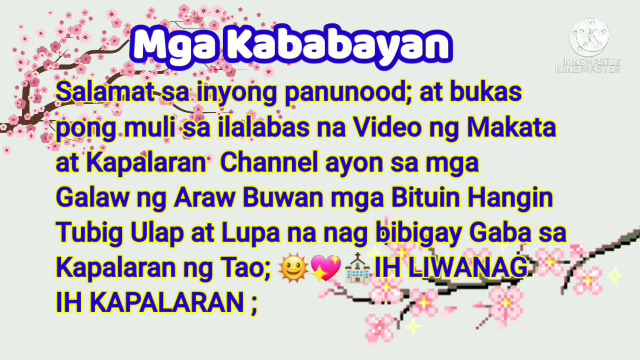 Mga Kababayan
KINEMASTER
KINEMASTER
Salamat sa inyong panunood; at bukas
pong muli sa ilalabas na Video ng Makata
at Kapalaran Channel ayon sa mga
Galaw ng Araw Buwan mga Bituin Hangin
Tubig Ulap at Lupa na nag bibigay Gaba sa
Kapalaran ng Tao; 🌞💖⛪IH LIWANAG
IH KAPALARAN ;